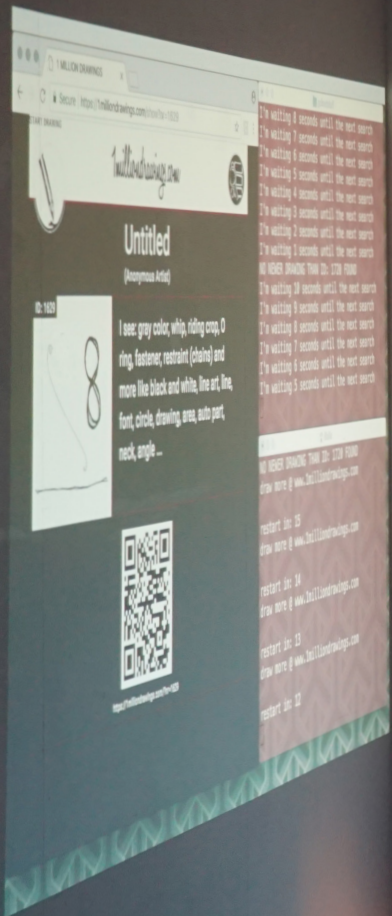 1 MILLION DRAWINGS
Secure
https://1milliondrawings.com/show?w=1629
START DRAWING
1milliondrawings.com
Untitled
(Anonymous Artist)
ID: 1629
I see: gray color, whip, riding crop, O
ring, fastener, restraint (chains) and
more like black and white, line art, line,
font, circle, drawing, area, auto part,
neck, angle ...
8
I'm waiting 8 seconds until the next search
I'm waiting 7 seconds until the next search
I'm waiting 6 seconds until the next search
I'm waiting 5 seconds until the next search
I'm waiting 4 seconds until the next search
I'm waiting 3 seconds until the next search
I'm waiting 2 seconds until the next search
I'm waiting 1 seconds until the next search
NO NEWER DRAWING THAN ID: FOUND
I'm waiting 10 seconds until the next search
I'm waiting 9 seconds until the next search
I'm waiting 8 seconds until the next search
I'm waiting 7 seconds until the next search
I'm waiting 6 seconds until the next search
I'm waiting 5 seconds until the next search
NO NEWER DRAWING THAN ID: FOUND
draw more @ www.1milliondrawings.com
restart in: 15
draw more @ www.1milliondrawings.com
restart in: 14
draw more @ www.1milliondrawings.com
restart in: 13
draw more @ www.1milliondrawings.com
restart in: 12